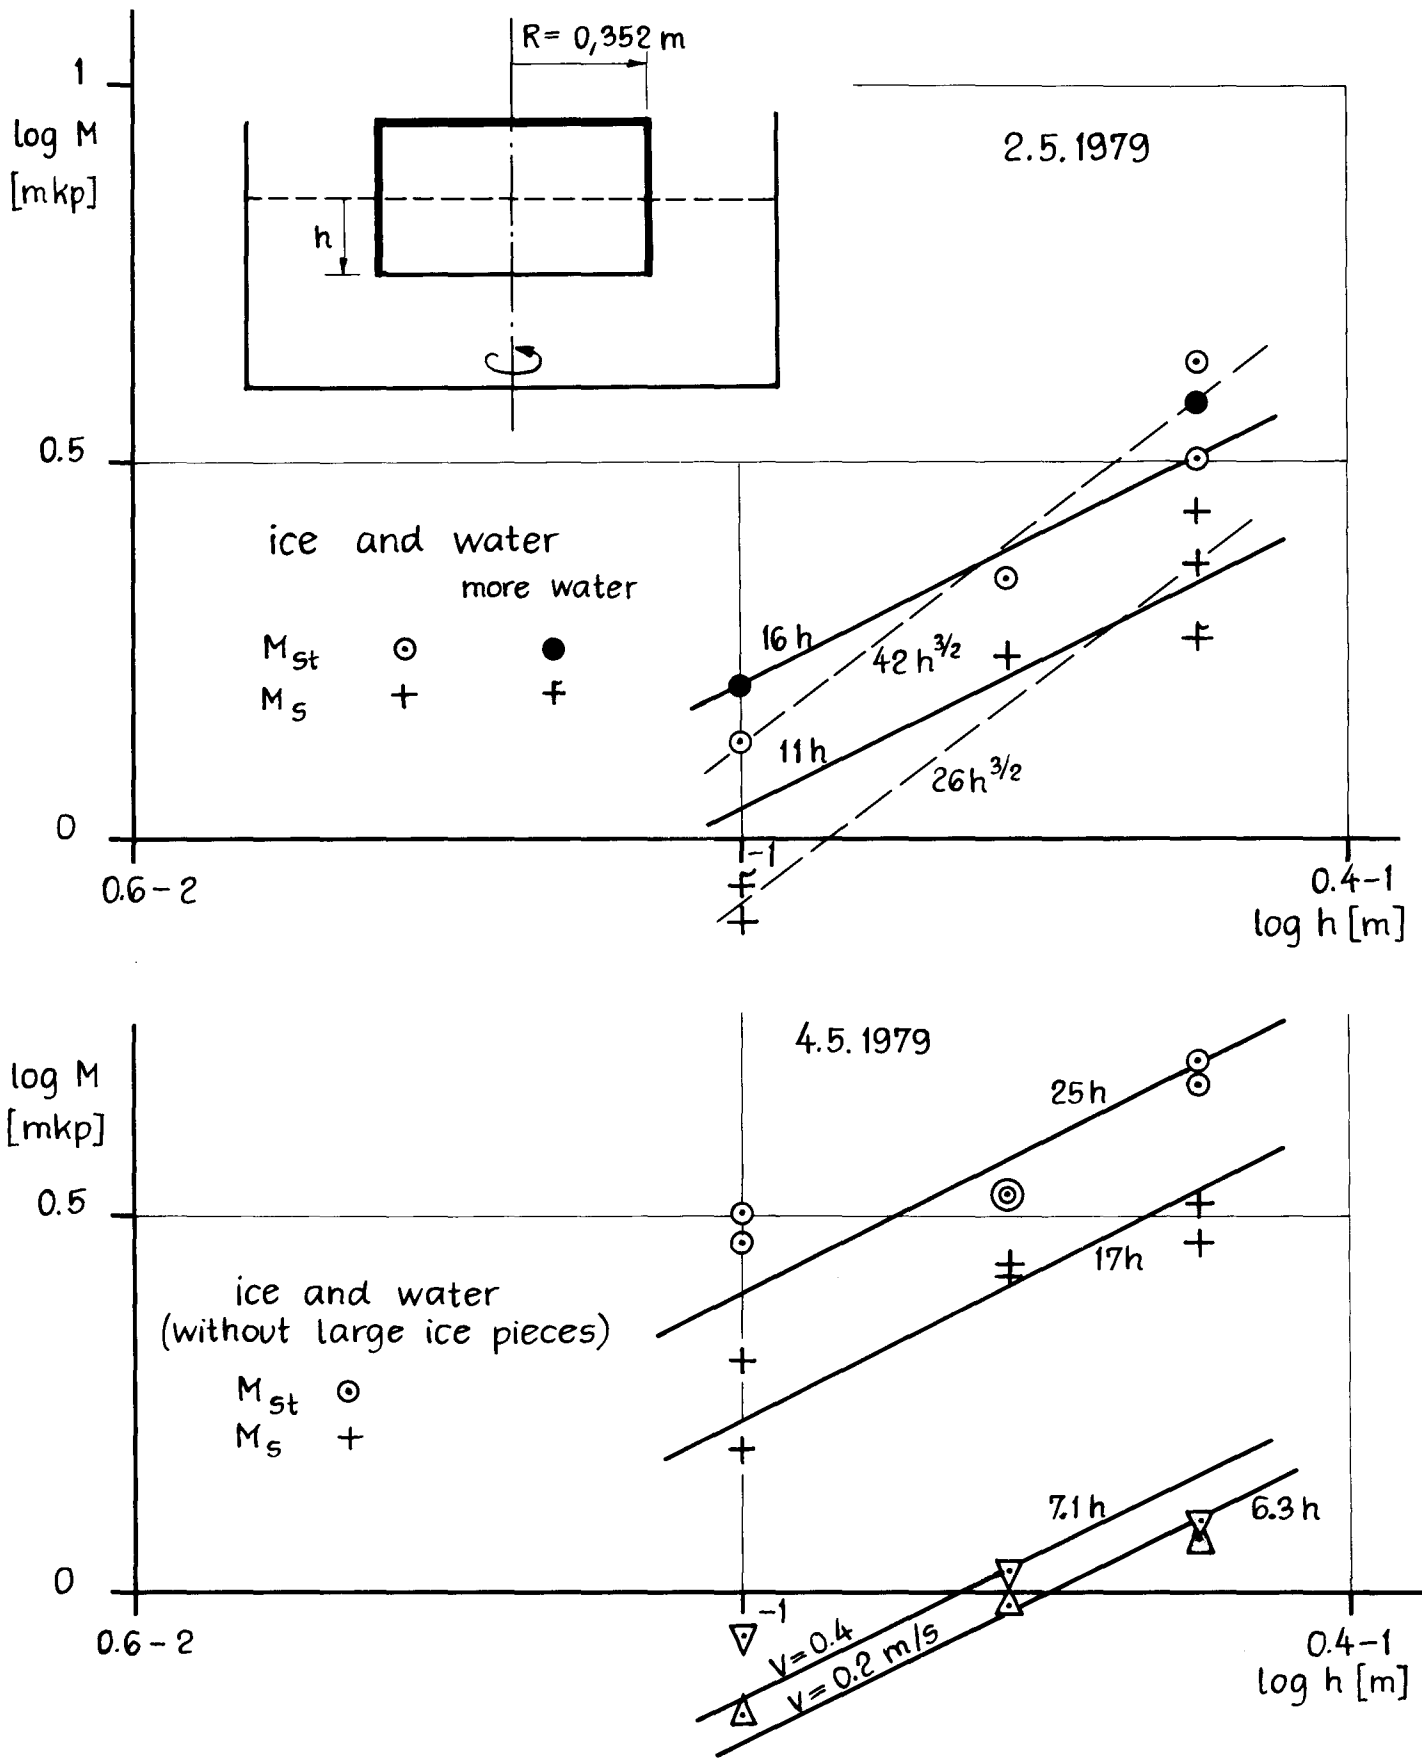 R = 0,352 m
1
log M
[mkp]
2.5.1979
h
0.5
ice and water
more water
M_st
M_s
16 h
42 h^3/2
11 h
26 h^3/2
0
-1
0.6-2
0.4-1
log h [m]
4.5.1979
log M
[mkp]
25 h
0.5
17 h
ice and water
(without large ice pieces)
M_st
M_s
7.1 h
6.3 h
0
-1
v=0.4
v=0.2 m/s
0.6-2
0.4-1
log h [m]